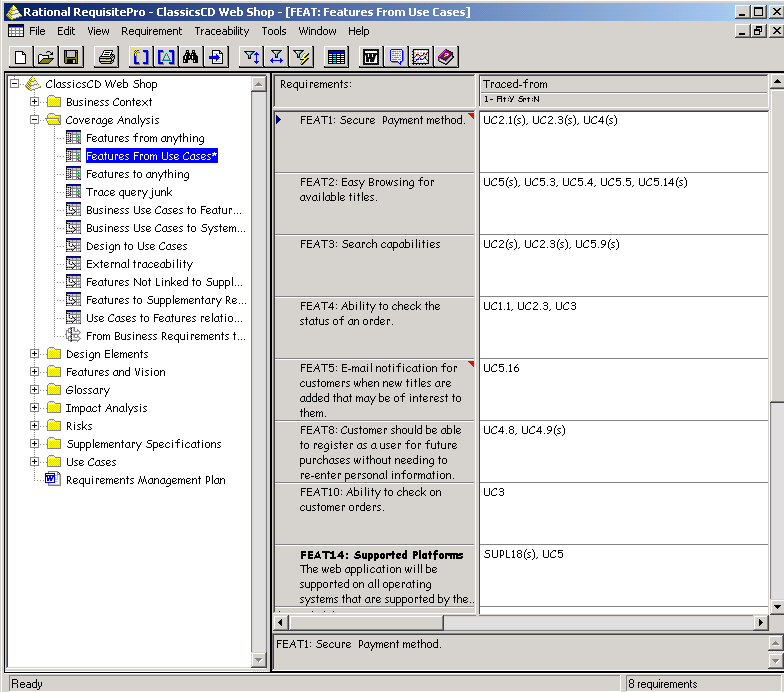 Rational RequisitePro - ClassicsCD Web Shop - [FEAT: Features From Use Cases]
File Edit View Requirement Traceability Tools Window Help
ClassicsCD Web Shop
Business Context
Coverage Analysis
Features from anything
Features From Use Cases*
Features to anything
Trace query junk
Business Use Cases to Featur...
Business Use Cases to System...
Design to Use Cases
External traceability
Features Not Linked to Suppl...
Features to Supplementary Re...
Use Cases to Features relatio...
From Business Requirements t...
Design Elements
Features and Vision
Glossary
Impact Analysis
Risks
Supplementary Specifications
Use Cases
Requirements Management Plan
Requirements:
Traced-from
1- Flt:Y Srt:N
FEAT1: Secure Payment method.
UC2.1(s), UC2.3(s), UC4(s)
FEAT2: Easy Browsing for
available titles.
UC5(s), UC5.3, UC5.4, UC5.5, UC5.14(s)
FEAT3: Search capabilities
UC2(s), UC2.3(s), UC5.9(s)
FEAT4: Ability to check the
status of an order.
UC1.1, UC2.3, UC3
FEAT5: E-mail notification for
customers when new titles are
added that may be of interest to
them.
UC5.16
FEAT8: Customer should be able
to register as a user for future
purchases without needing to
re-enter personal information.
UC4.8, UC4.9(s)
FEAT10: Ability to check on
customer orders.
UC3
FEAT14: Supported Platforms
The web application will be
supported on all operating
systems that are supported by the..
SUPL18(s), UC5
FEAT1: Secure Payment method.
Ready
8 requirements